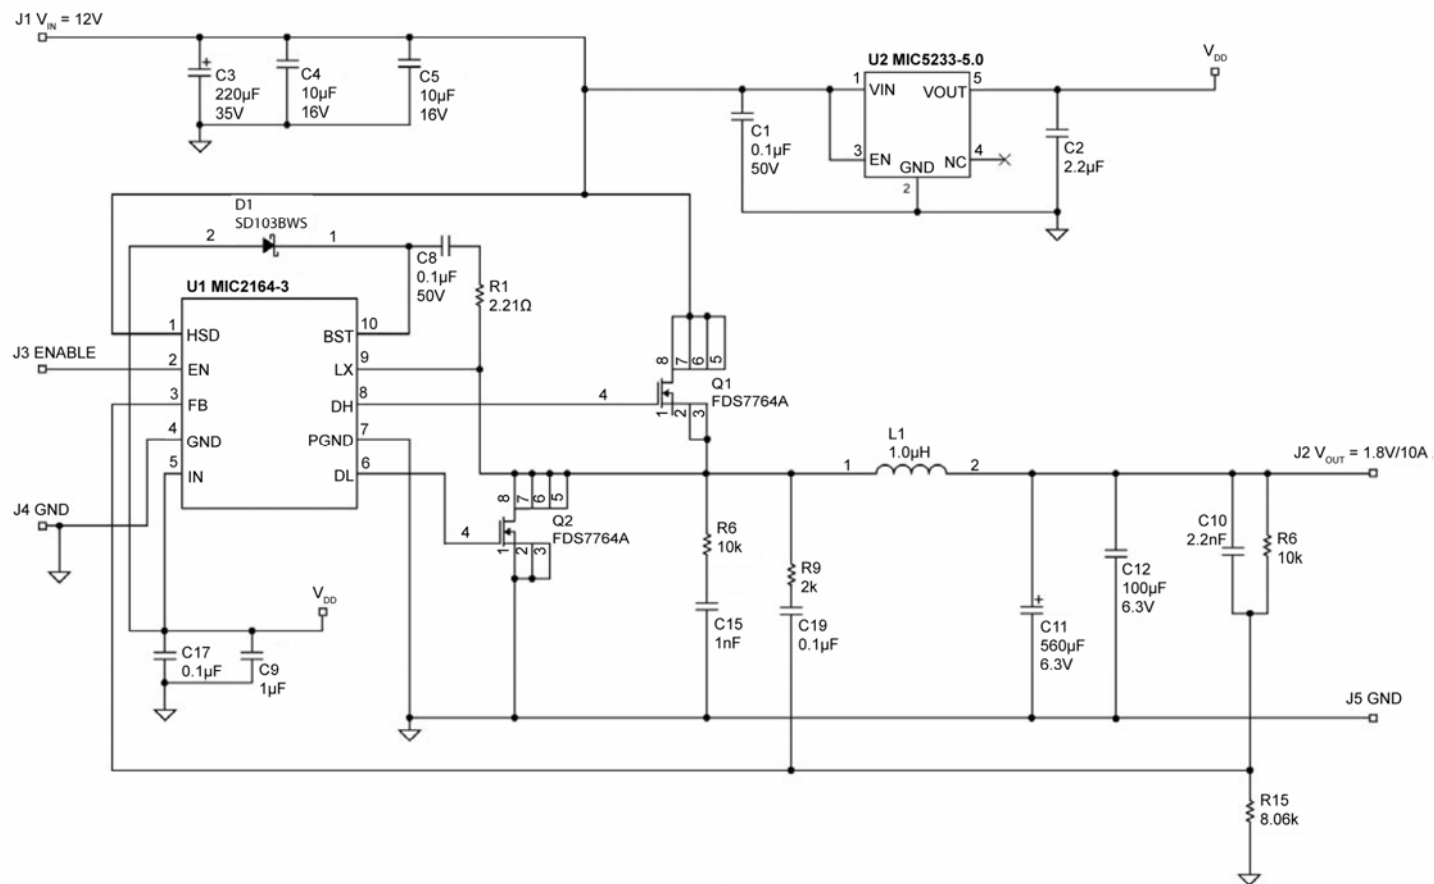 J1 V_IN = 12V
C3
220µF
35V
C4
10µF
16V
C5
10µF
16V
U2 MIC5233-5.0
V_DD
1
VIN
VOUT
5
3
EN
GND
NC
4
2
C1
0.1µF
50V
C2
2.2µF
D1
SD103BWS
2
1
C8
0.1µF
50V
R1
2.21Ω
U1 MIC2164-3
1
HSD
BST
10
J3 ENABLE
2
EN
LX
9
3
FB
DH
8
4
GND
PGND
7
5
IN
DL
6
J4 GND
4
8
7
6
5
1
2
3
Q1
FDS7764A
4
8
7
6
5
1
2
3
Q2
FDS7764A
L1
1.0µH
1
2
J2 V_OUT = 1.8V/10A
R6
10k
C15
1nF
R9
2k
C19
0.1µF
C11
560µF
6.3V
C12
100µF
6.3V
C10
2.2nF
R6
10k
V_DD
C17
0.1µF
C9
1µF
J5 GND
R15
8.06k